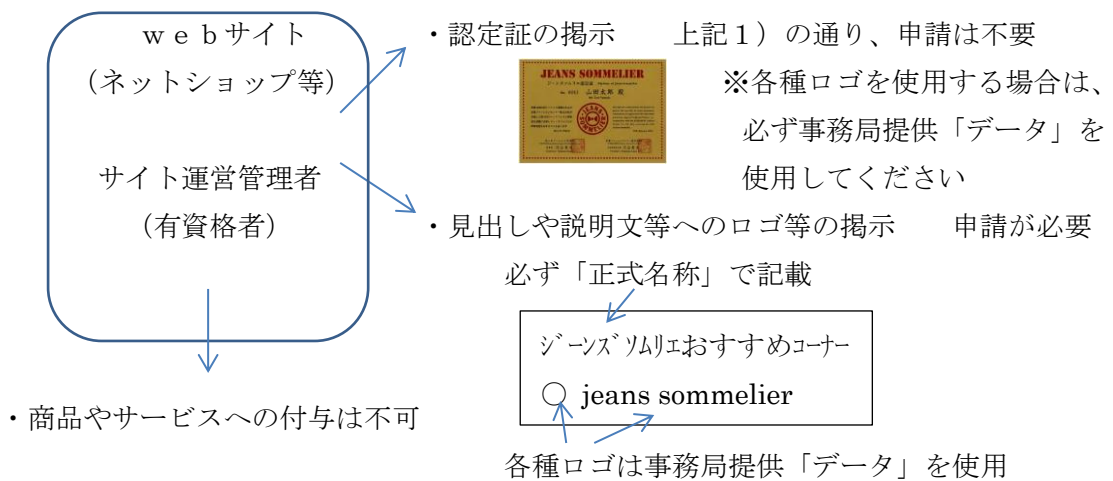 ｗｅｂサイト
（ネットショップ等）
サイト運営管理者
（有資格者）
・商品やサービスへの付与は不可
・認定証の掲示　　上記１）の通り、申請は不要
JEANS SOMMELIER
山田太郎 殿
JEANS SOMMELIER
※各種ロゴを使用する場合は、
必ず事務局提供「データ」を
使用してください
・見出しや説明文等へのロゴ等の掲示　　申請が必要
必ず「正式名称」で記載
ｼﾞｰﾝｽﾞｿﾑﾘｴおすすめｺｰﾅｰ
○ jeans sommelier
各種ロゴは事務局提供「データ」を使用